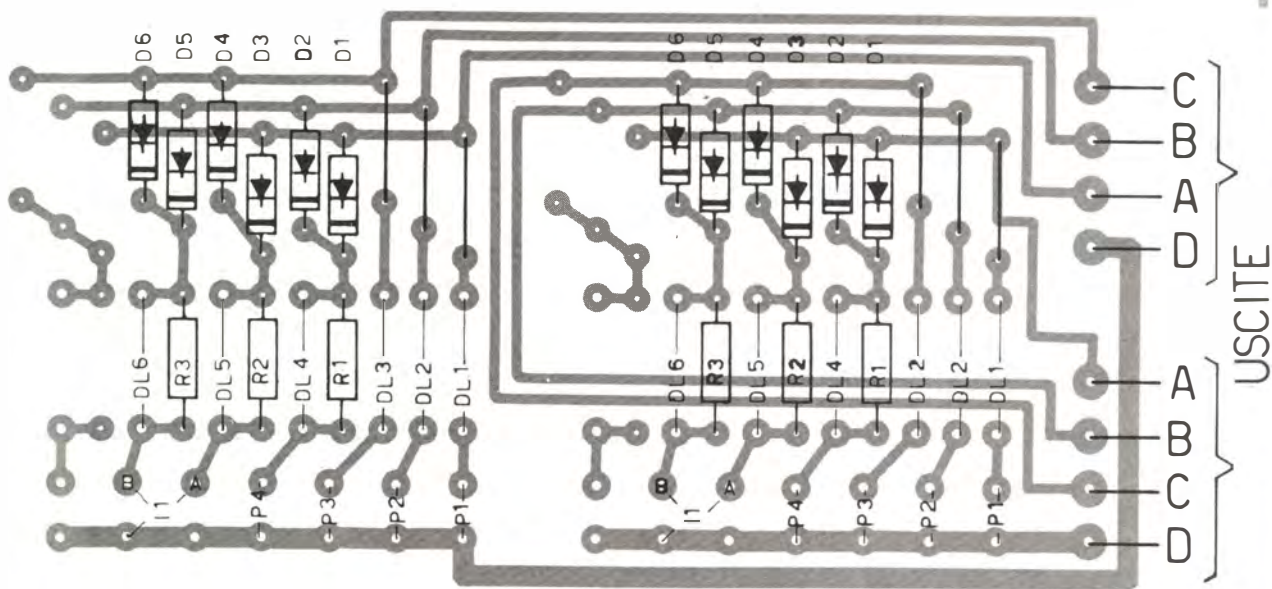 D6 D5 D4 D3 D2 D1
D6 D5 D4 D3 D2 D1
C
B
A
D
USCITE
A
B
C
D
DL6 R3 DL5 R2 DL4 R1 DL3 DL2 DL1
DL6 R3 DL5 R2 DL4 R1 DL2 DL2 DL1
B A
I1 P4 P3 P2 P1
B A
I1 P4 P3 P2 P1